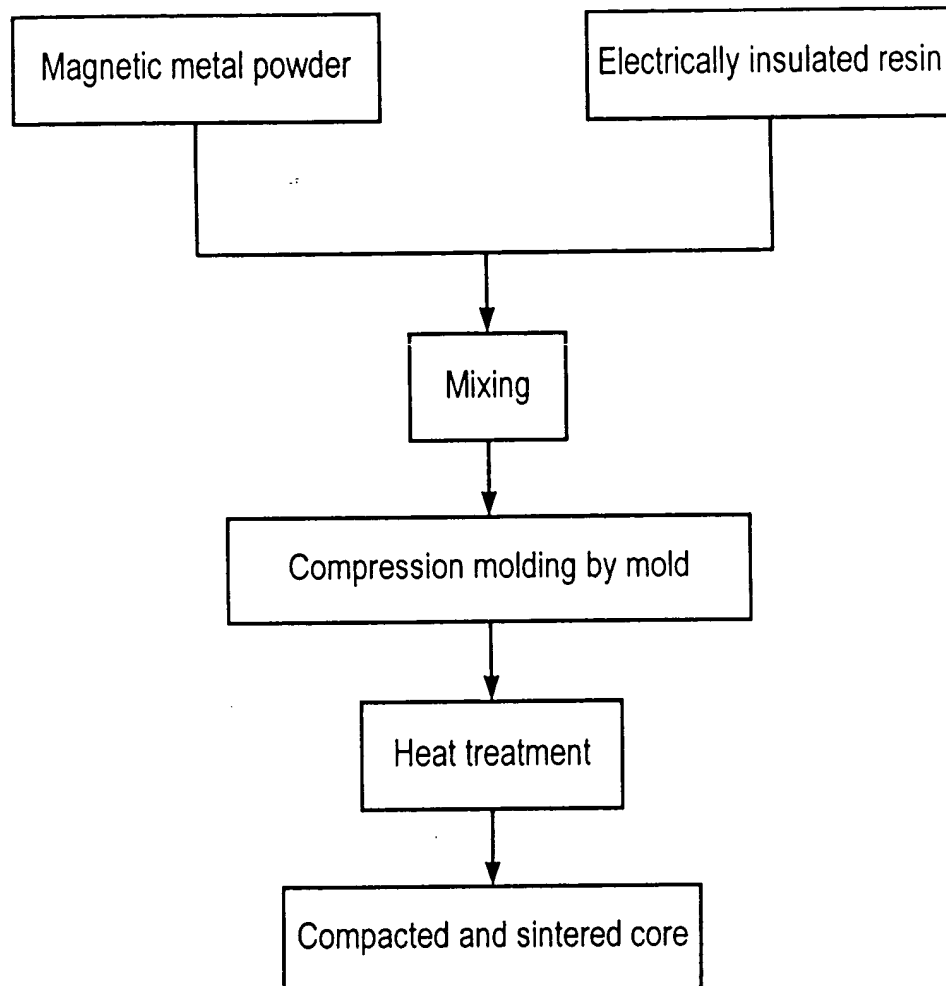 Magnetic metal powder
Electrically insulated resin
Mixing
Compression molding by mold
Heat treatment
Compacted and sintered core